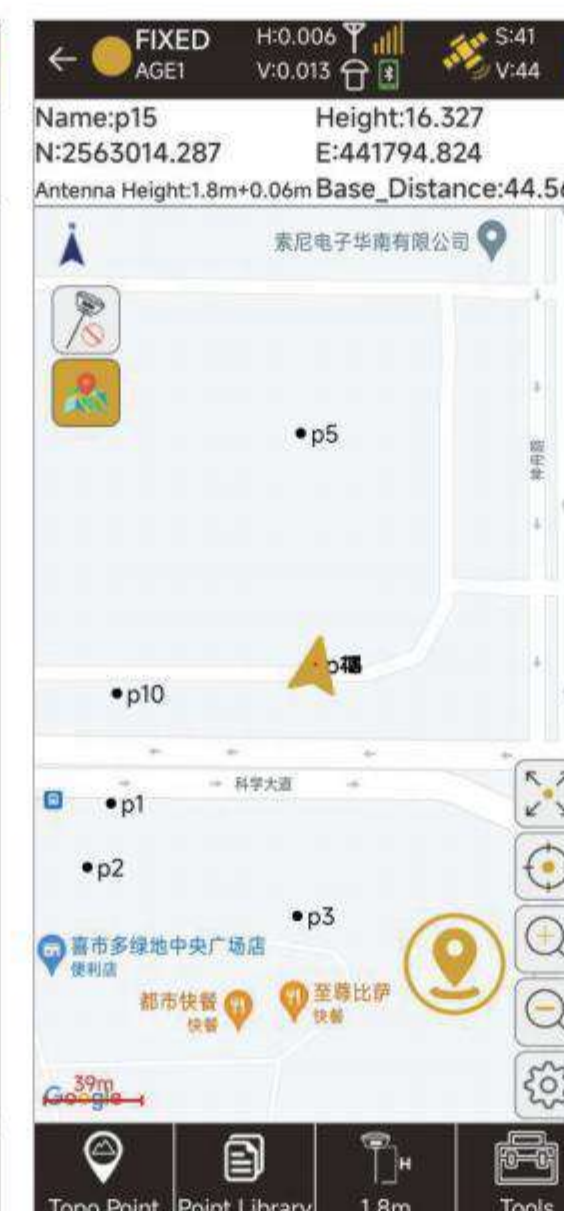 FIXED
AGE1
H:0.006
V:0.013
S:41
V:44
Name:p15
Height:16.327
N:2563014.287
E:441794.824
Antenna Height:1.8m+0.06m
Base_Distance:44.56
索尼电子华南有限公司
p5
神舟路
p10
科学大道
p1
p2
p3
喜市多绿地中央广场店
便利店
都市快餐
快餐
至尊比萨
快餐
39m
Google
H
Topo Point
Point Library
1.8m
Tools